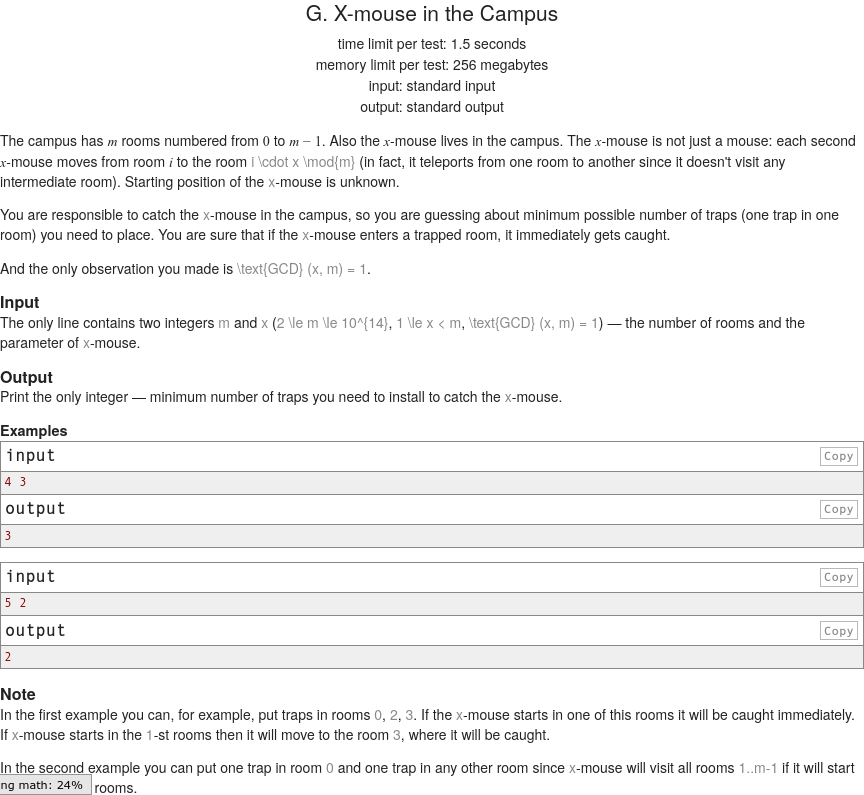 G. X-mouse in the Campus
time limit per test: 1.5 seconds
memory limit per test: 256 megabytes
input: standard input
output: standard output
The campus has m rooms numbered from 0 to m − 1. Also the x-mouse lives in the campus. The x-mouse is not just a mouse: each second
x-mouse moves from room i to the room i \cdot x \mod{m} (in fact, it teleports from one room to another since it doesn't visit any
intermediate room). Starting position of the x-mouse is unknown.
You are responsible to catch the x-mouse in the campus, so you are guessing about minimum possible number of traps (one trap in one
room) you need to place. You are sure that if the x-mouse enters a trapped room, it immediately gets caught.
And the only observation you made is \text{GCD} (x, m) = 1.
Input
The only line contains two integers m and x (2 \le m \le 10^{14}, 1 \le x < m, \text{GCD} (x, m) = 1) — the number of rooms and the
parameter of x-mouse.
Output
Print the only integer — minimum number of traps you need to install to catch the x-mouse.
Examples
input
Copy
4 3
output
Copy
3
input
Copy
5 2
output
Copy
2
Note
In the first example you can, for example, put traps in rooms 0, 2, 3. If the x-mouse starts in one of this rooms it will be caught immediately.
If x-mouse starts in the 1-st rooms then it will move to the room 3, where it will be caught.
In the second example you can put one trap in room 0 and one trap in any other room since x-mouse will visit all rooms 1..m-1 if it will start
ng math: 24% rooms.